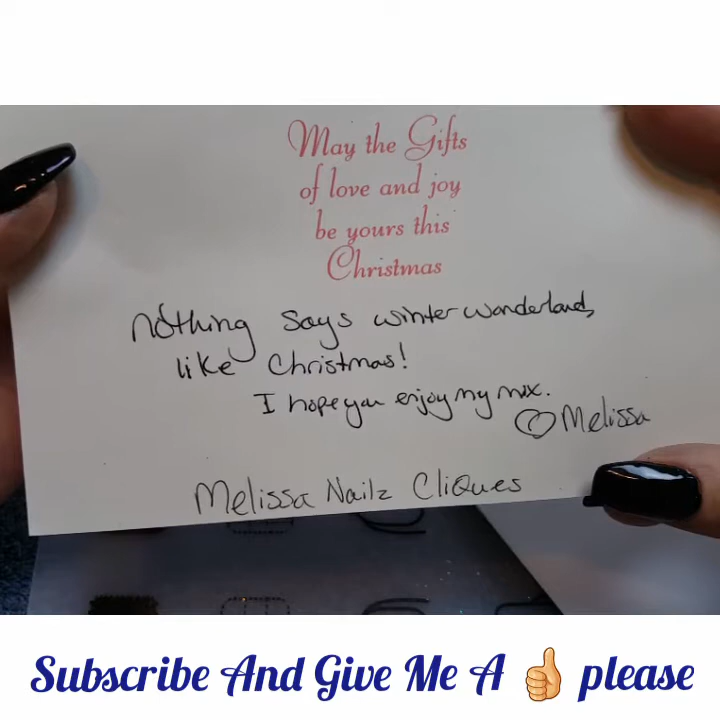 May the Gifts
of love and joy
be yours this
Christmas
nothing says winter wonderland,
like Christmas!
I hope you enjoy my mix.
♡ Melissa
Melissa Nailz Cliques
Subscribe And Give Me A 👍 please